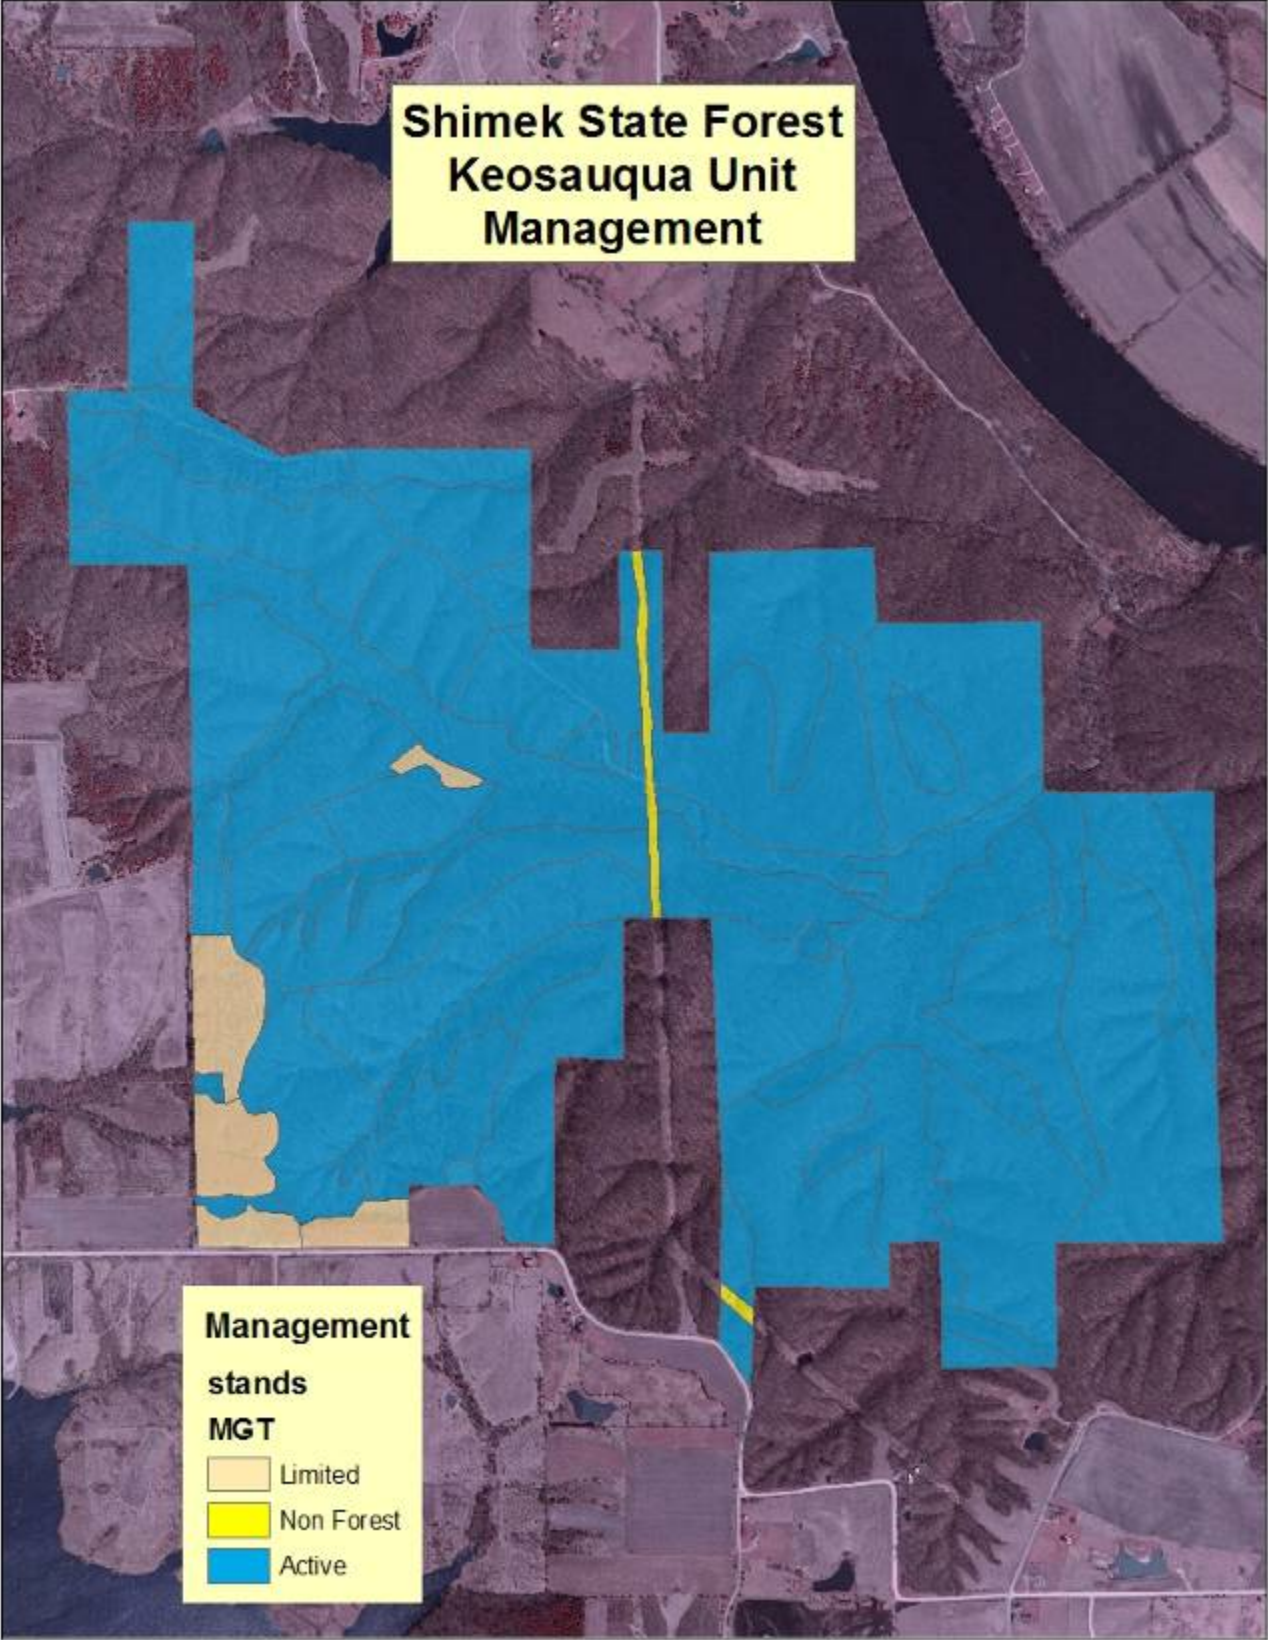 Shimek State Forest
Keosauqua Unit
Management
Management
stands
MGT
Limited
Non Forest
Active